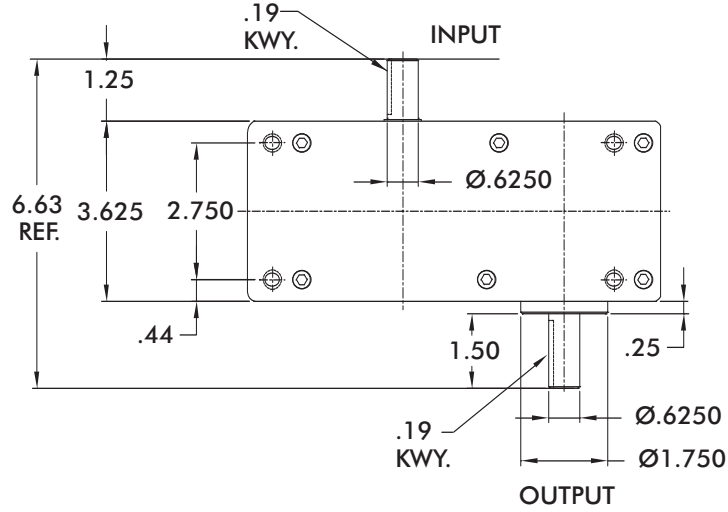 .19
KWY.
INPUT
1.25
Ø.6250
6.63
REF.
3.625
2.750
.44
1.50
.25
.19
KWY.
Ø.6250
Ø1.750
OUTPUT